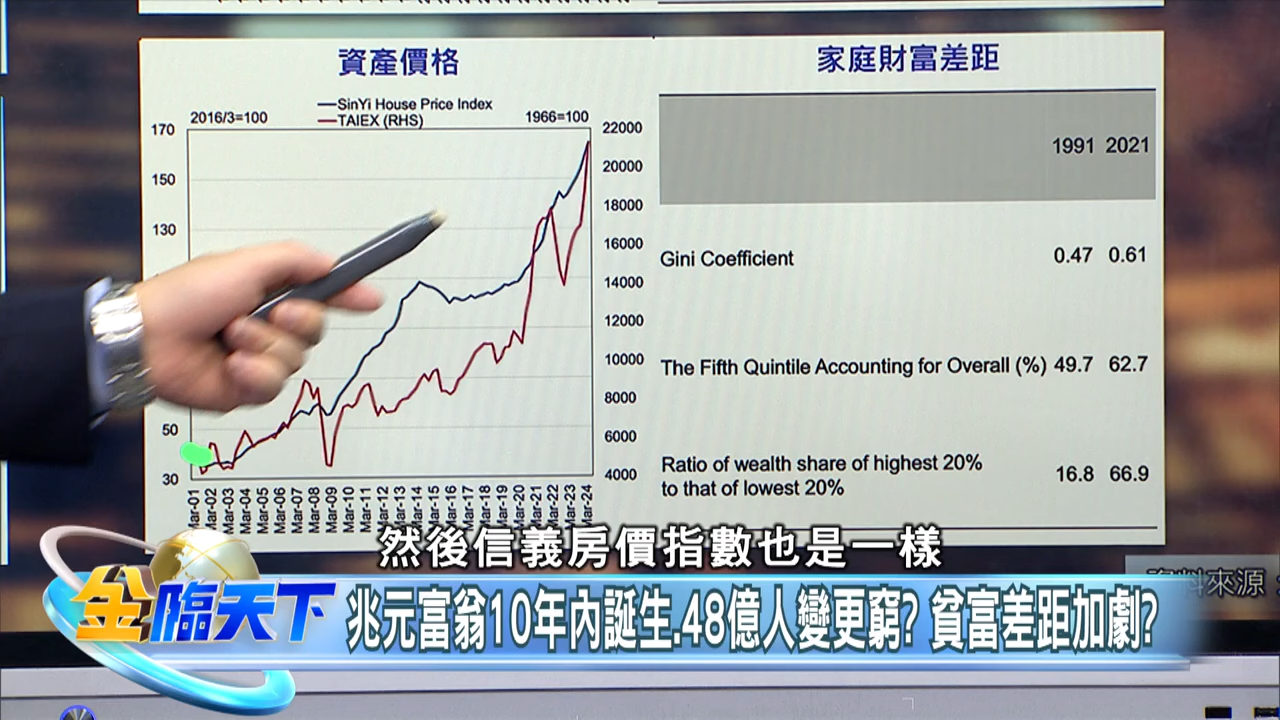 資產價格
2016/3=100
SinYi House Price Index
TAIEX (RHS)
1966=100
170
150
130
50
30
22000
20000
18000
16000
14000
12000
10000
8000
6000
4000
Mar-01
Mar-02
Mar-03
Mar-04
Mar-05
Mar-06
Mar-07
Mar-08
Mar-09
Mar-10
Mar-11
Mar-12
Mar-13
Mar-14
Mar-15
Mar-16
Mar-17
Mar-18
Mar-19
Mar-20
Mar-21
Mar-22
Mar-23
Mar-24
家庭財富差距
1991 2021
Gini Coefficient 0.47 0.61
The Fifth Quintile Accounting for Overall (%) 49.7 62.7
Ratio of wealth share of highest 20%
to that of lowest 20% 16.8 66.9
然後信義房價指數也是一樣
來源
金臨天下
兆元富翁10年內誕生.48億人變更窮? 貧富差距加劇?